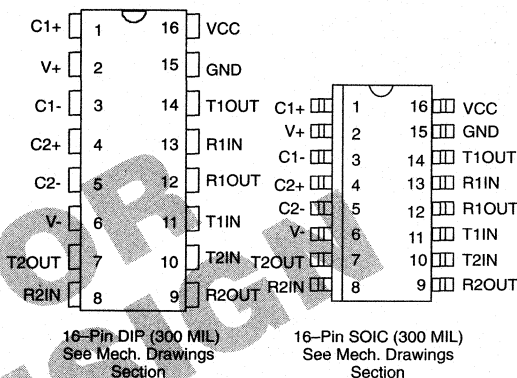 C1+ 1 16 VCC
V+ 2 15 GND
C1- 3 14 T1OUT
C2+ 4 13 R1IN
C2- 5 12 R1OUT
V- 6 11 T1IN
T2OUT 7 10 T2IN
R2IN 8 9 R2OUT
16–Pin DIP (300 MIL)
See Mech. Drawings
Section
C1+ 1 16 VCC
V+ 2 15 GND
C1- 3 14 T1OUT
C2+ 4 13 R1IN
C2- 5 12 R1OUT
V- 6 11 T1IN
T2OUT 7 10 T2IN
R2IN 8 9 R2OUT
16–Pin SOIC (300 MIL)
See Mech. Drawings
Section